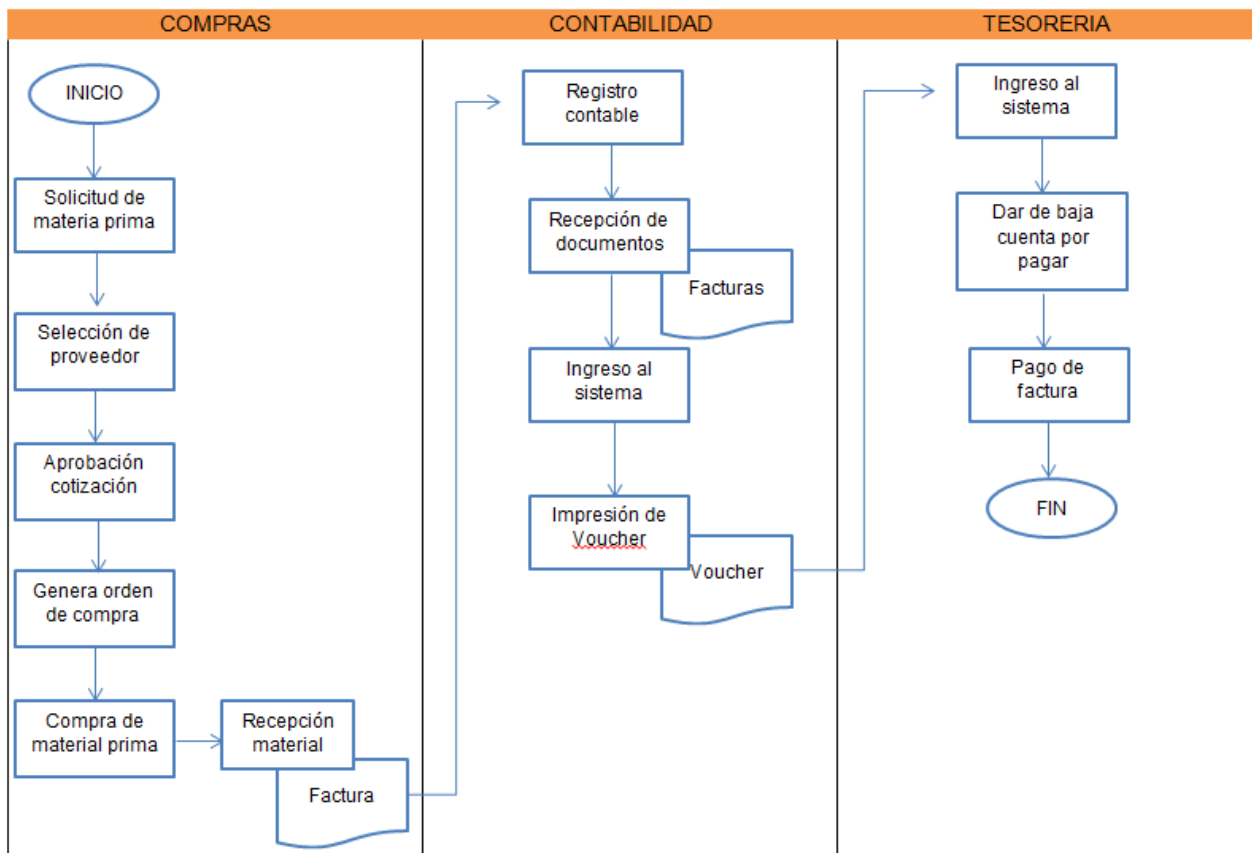 COMPRAS
INICIO
Solicitud de
materia prima
Selección de
proveedor
Aprobación
cotización
Genera orden
de compra
Compra de
material prima
Recepción
material
Factura
CONTABILIDAD
Registro
contable
Recepción de
documentos
Facturas
Ingreso al
sistema
Impresión de
Voucher
Voucher
TESORERIA
Ingreso al
sistema
Dar de baja
cuenta por
pagar
Pago de
factura
FIN